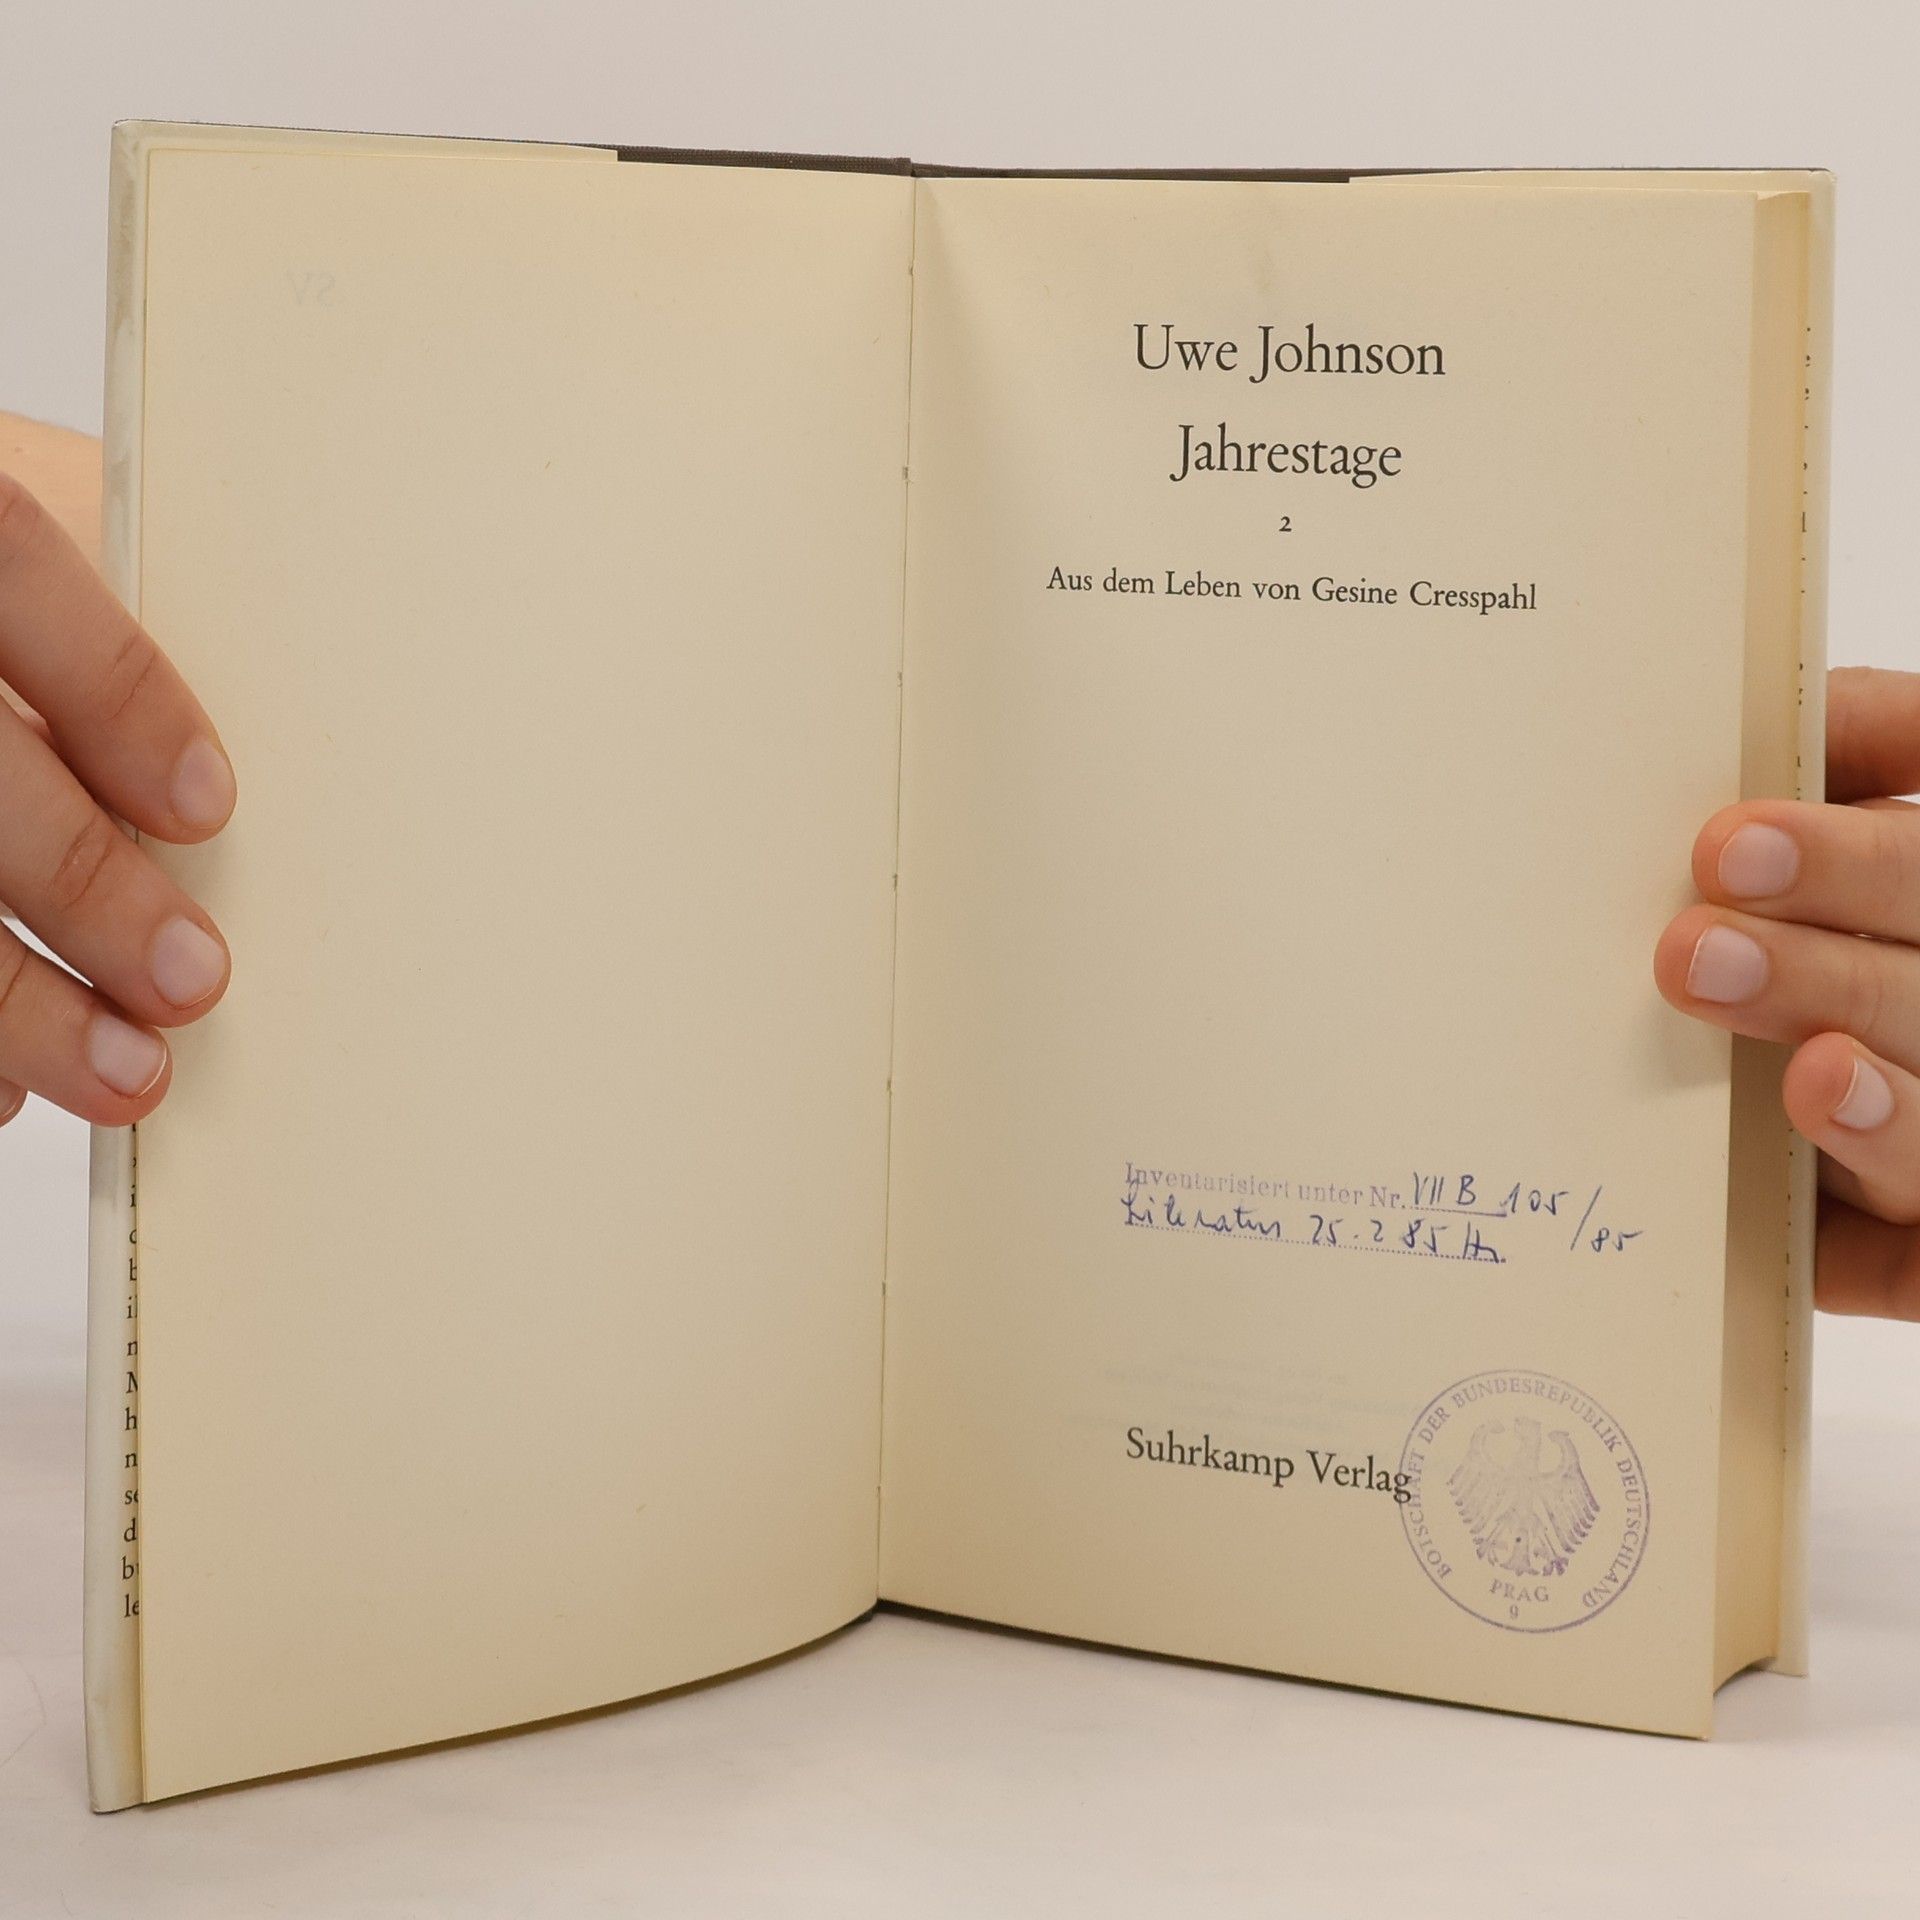 SV
Uwe Johnson
Jahrestage
2
Aus dem Leben von Gesine Cresspahl
Inventarisiert unter Nr. VII B 105/85
Literatur 25.2 85
Suhrkamp Verlag
BOTSCHAFT DER BUNDESREPUBLIK DEUTSCHLAND
PRAG
9